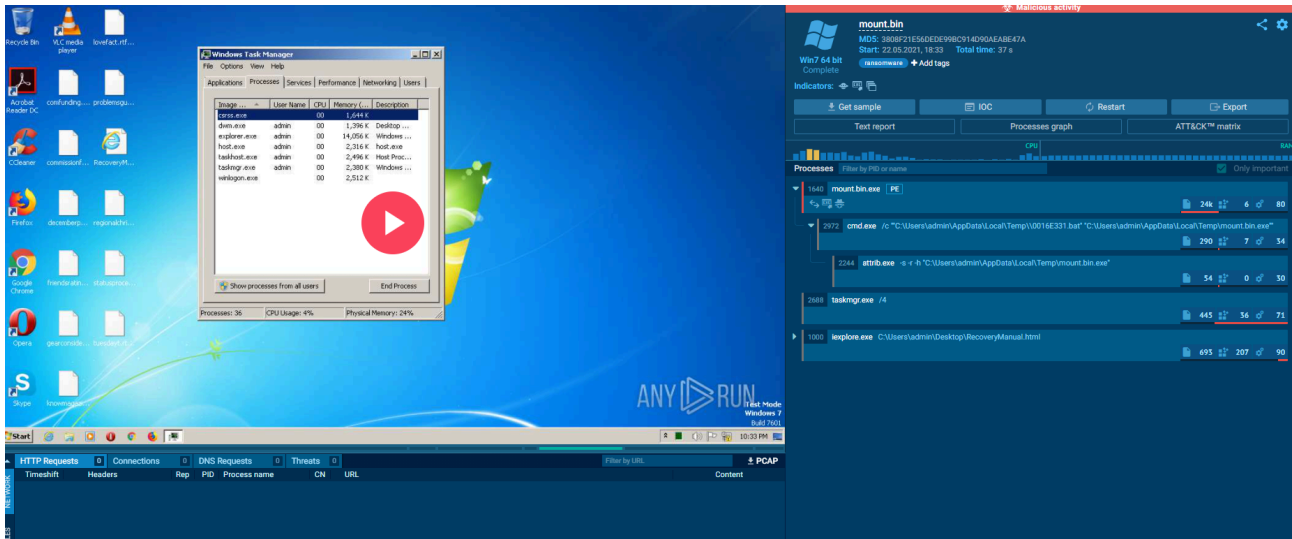 Recycle Bin
VLC media player
lovefact.rtf...
Acrobat Reader DC
comfunding...
problemsgu...
CCleaner
commissionf...
RecoveryM...
Firefox
decemberp...
regionalchi...
Google Chrome
friendsratin...
statusproce...
Opera
gearconside...
Skype
Windows Task Manager
File Options View Help
Applications Processes Services Performance Networking Users
Image ... User Name CPU Memory (... Description
csrss.exe 00 1,644 K
dwm.exe admin 00 1,396 K Desktop ...
explorer.exe admin 00 14,056 K Windows ...
host.exe admin 00 2,316 K host.exe
taskhost.exe admin 00 2,496 K Host Proc...
taskmgr.exe admin 00 2,380 K Windows ...
winlogon.exe 00 2,512 K
Show processes from all users
End Process
Processes: 36 CPU Usage: 4% Physical Memory: 24%
ANY RUN
Test Mode
Windows 7
Build 7601
Start
10:33 PM
HTTP Requests 0 Connections 0 DNS Requests 0 Threats 0 Filter by URL PCAP
Timeshift Headers Rep PID Process name CN URL Content
NETWORK
Malicious activity
Win7 64 bit
Complete
mount.bin
MD5: 3808F21E56DEDE99BC914D90AEABE47A
Start: 22.05.2021, 18:33 Total time: 37 s
ransomware + Add tags
Indicators:
Get sample IOC Restart Export
Text report Processes graph ATT&CK™ matrix
CPU RAM
Processes Filter by PID or name Only important
1640 mount.bin.exe PE
24k 6 80
2972 cmd.exe /c ""C:\Users\admin\AppData\Local\Temp\\0016E331.bat" "C:\Users\admin\AppData\Local\Temp\mount.bin.exe""
290 7 34
2244 attrib.exe -s -r -h "C:\Users\admin\AppData\Local\Temp\mount.bin.exe"
54 0 30
2688 taskmgr.exe /4
445 36 71
1000 iexplore.exe C:\Users\admin\Desktop\RecoveryManual.html
693 207 90